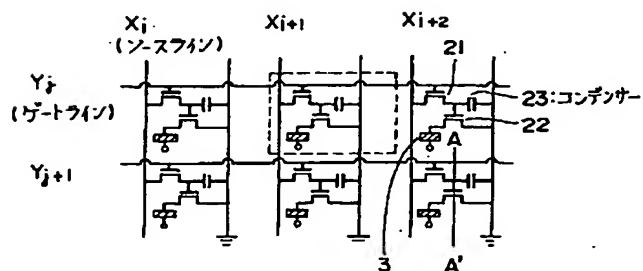 Xi
(ソースライン)
Xi+1
Xi+2
21
Yj
(ゲートライン)
23:コンデンサー
22
A
Yj+1
3
A'